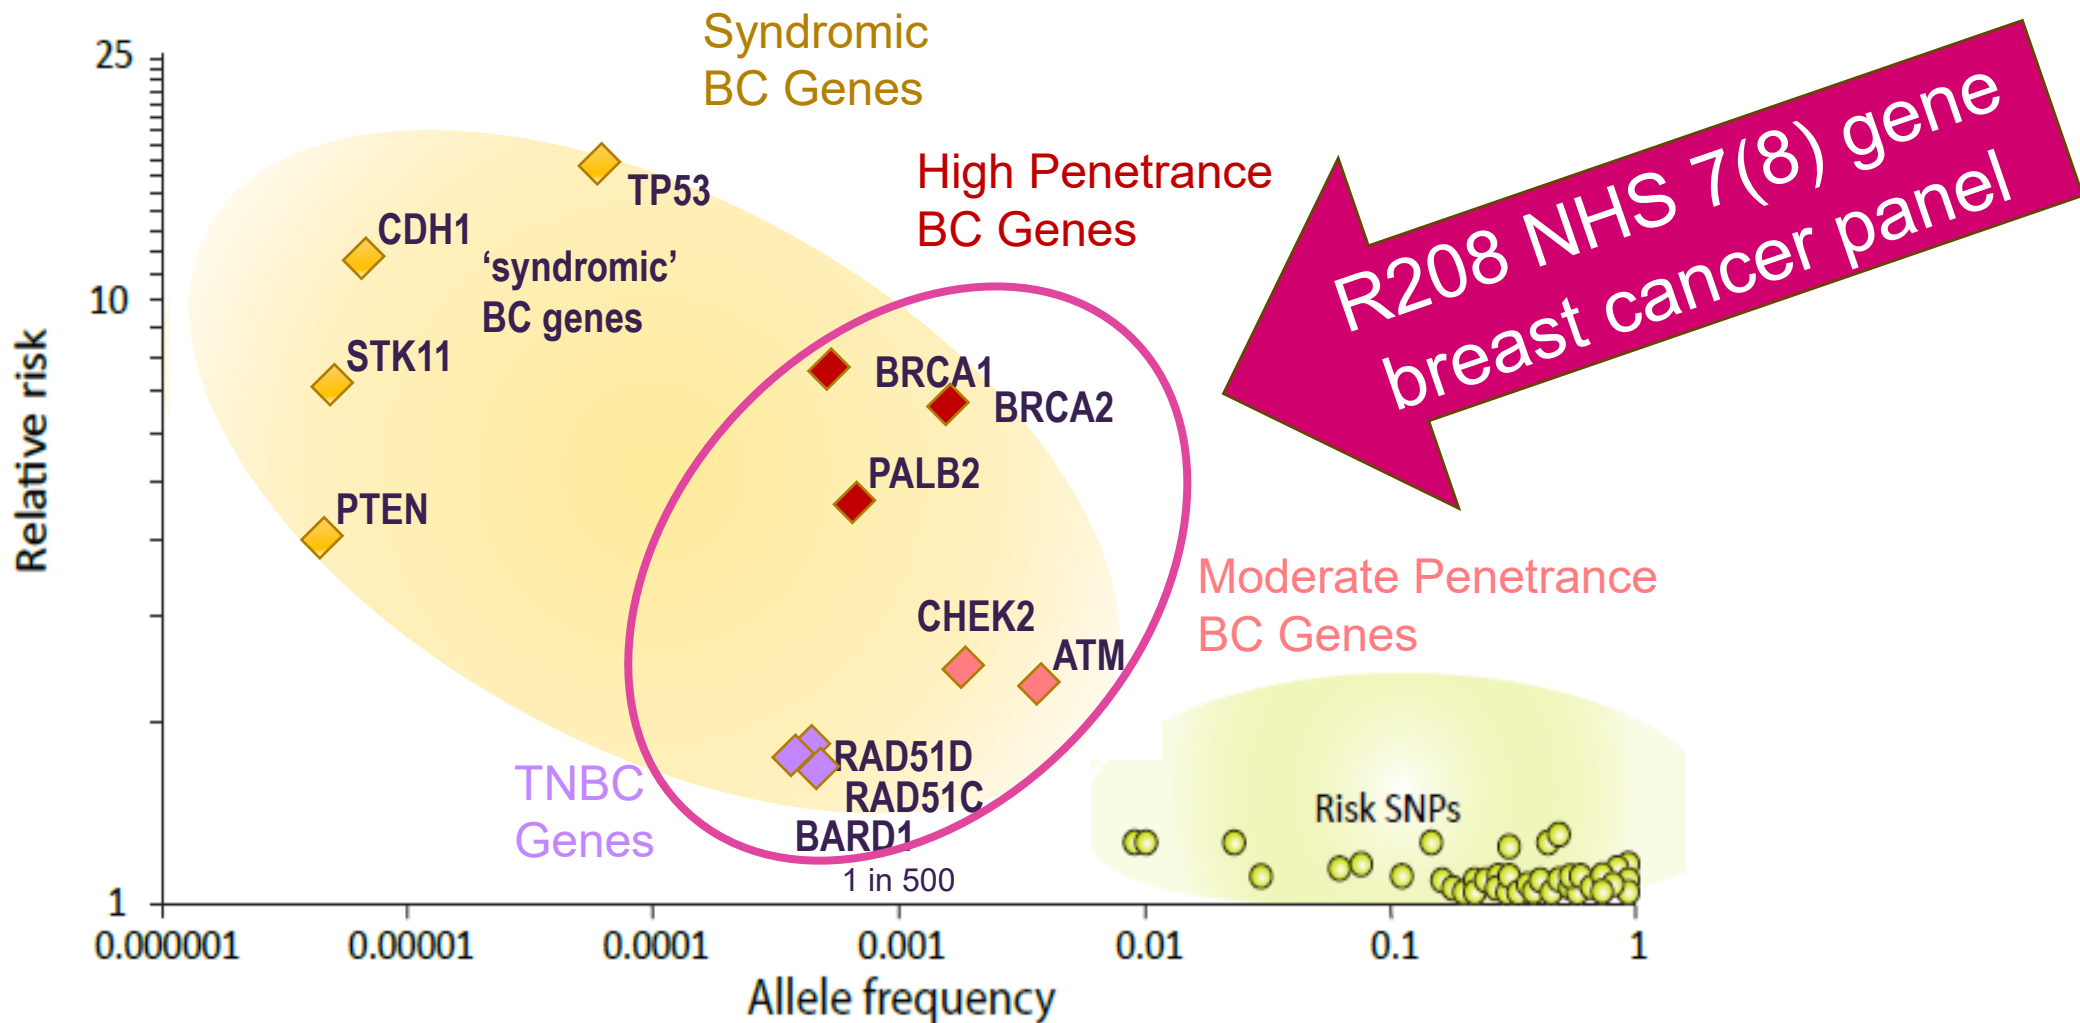 Syndromic
BC Genes
25
R208 NHS 7(8) gene
breast cancer panel
High Penetrance
BC Genes
TP53
CDH1
‘syndromic’
BC genes
10
STK11
BRCA1
BRCA2
PALB2
PTEN
Relative risk
Moderate Penetrance
BC Genes
CHEK2
ATM
TNBC
Genes
RAD51D
RAD51C
BARD1
Risk SNPs
1 in 500
1
0.000001
0.00001
0.0001
0.001
0.01
0.1
1
Allele frequency